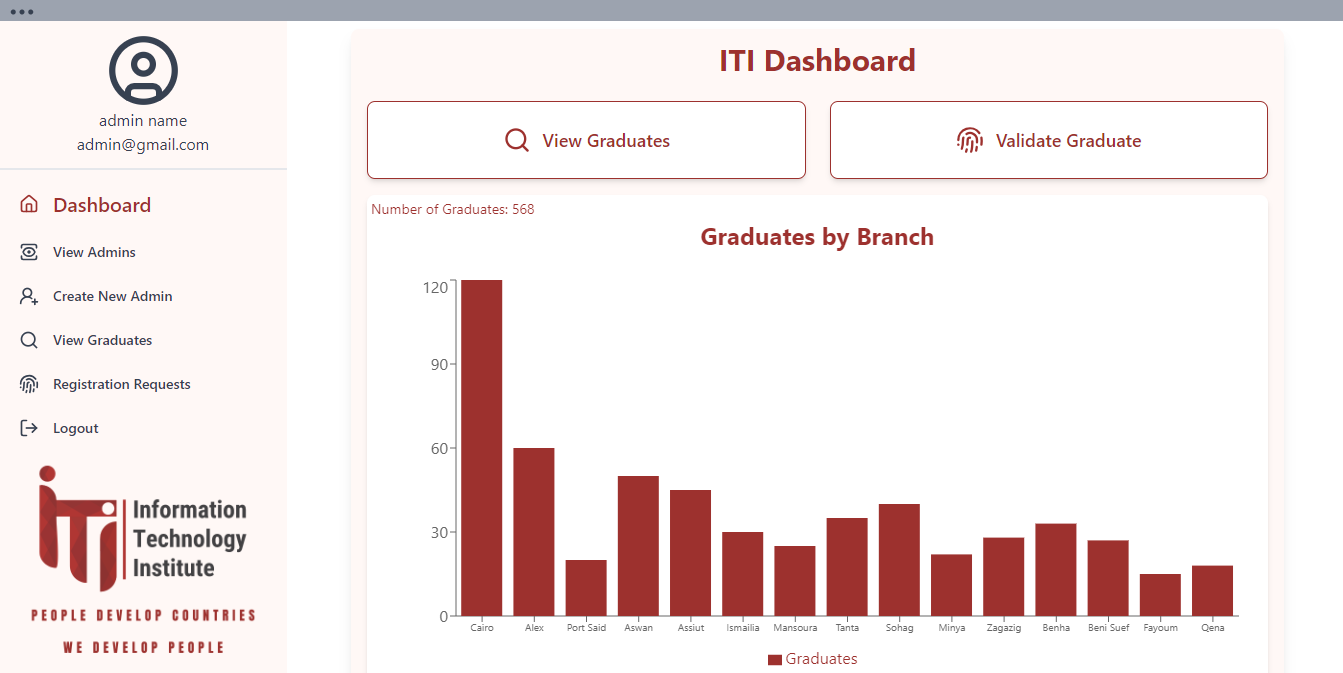 admin name
admin@gmail.com
Dashboard
View Admins
Create New Admin
View Graduates
Registration Requests
Logout
iTi
Information
Technology
Institute
PEOPLE DEVELOP COUNTRIES
WE DEVELOP PEOPLE
ITI Dashboard
View Graduates
Validate Graduate
Number of Graduates: 568
Graduates by Branch
120
90
60
30
0
Cairo Alex Port Said Aswan Assiut Ismailia Mansoura Tanta Sohag Minya Zagazig Benha Beni Suef Fayoum Qena
Graduates